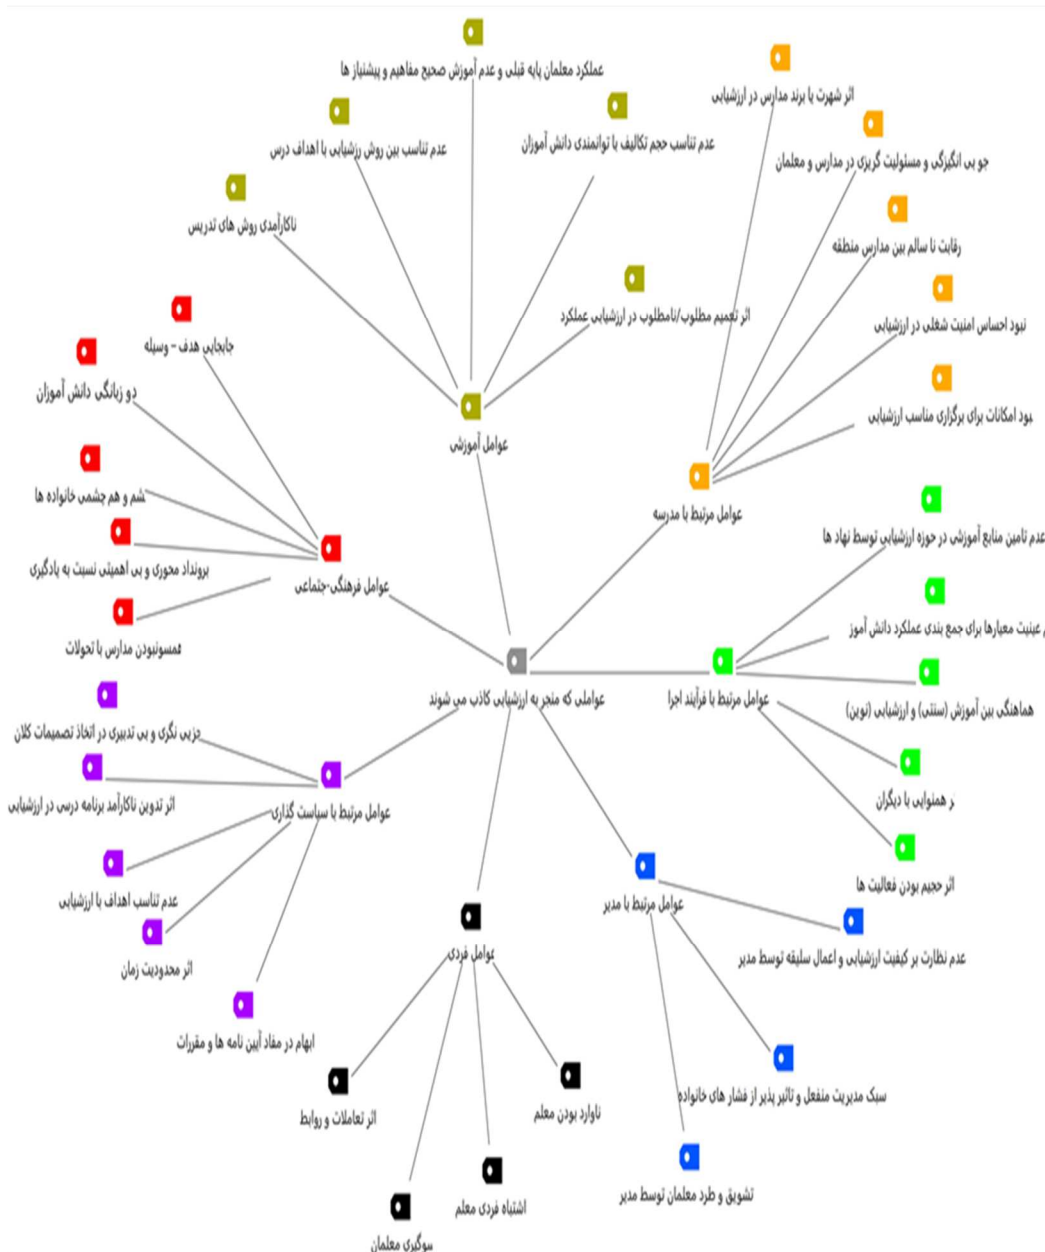 عملکرد معلمان پایه قبلی و عدم آموزش صحیح مفاهیم و پیشنیاز ها
اثر شهرت یا برند مدارس در ارزشیابی
عدم تناسب بین روش رزشیابی با اهداف درس
عدم تناسب حجم تکالیف با توانمندی دانش آموزان
جو بی انگیزگی و مسئولیت گریزی در مدارس و معلمان
ناکارآمدی روش های تدریس
رقابت نا سالم بین مدارس منطقه
اثر تعمیم مطلوب/نامطلوب در ارزشیابی عملکرد
نبود احساس امنیت شغلی در ارزشیابی
جابجایی هدف – وسیله
دو زبانگی دانش آموزان
نبود امکانات برای برگزاری مناسب ارزشیابی
عوامل آموزشی
شم و هم چشمی خانواده ها
عوامل مرتبط با مدرسه
عدم تامین منابع آموزشی در حوزه ارزشیابی توسط نهاد ها
برونداد محوری و بی اهمیتی نسبت به یادگیری
عوامل فرهنگی-جتماعی
م عینیت معیارها برای جمع بندی عملکرد دانش آموز
همسونبودن مدارس با تحولات
عواملی که منجر به ارزشیابی کاذب می شوند
عوامل مرتبط با فرآیند اجرا
هماهنگی بین آموزش (سنتی) و ارزشیابی (نوین)
جزیی نگری و بی تدبیری در اتخاذ تصمیمات کلان
اثر تدوین ناکارآمد برنامه درسی در ارزشیابی
عوامل مرتبط با سیاست گذاری
ر همنوایی با دیگران
عدم تناسب اهداف با ارزشیابی
عوامل مرتبط با مدیر
اثر حجیم بودن فعالیت ها
اثر محدودیت زمان
عوامل فردی
عدم نظارت بر کیفیت ارزشیابی و اعمال سلیقه توسط مدیر
ابهام در مفاد آیین نامه ها و مقررات
اثر تعاملات و روابط
ناوارد بودن معلم
سبک مدیریت منفعل و تاثیر پذیر از فشار های خانواده
اشتباه فردی معلم
تشویق و طرد معلمان توسط مدیر
سوگیری معلمان